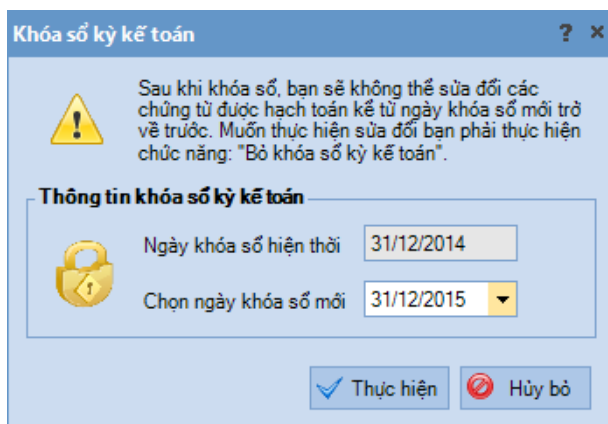 Khóa sổ kỳ kế toán
Sau khi khóa sổ, bạn sẽ không thể sửa đổi các
chứng từ được hạch toán kể từ ngày khóa sổ mới trở
về trước. Muốn thực hiện sửa đổi bạn phải thực hiện
chức năng: "Bỏ khóa sổ kỳ kế toán".
Thông tin khóa sổ kỳ kế toán
Ngày khóa sổ hiện thời 31/12/2014
Chọn ngày khóa sổ mới 31/12/2015
Thực hiện Hủy bỏ